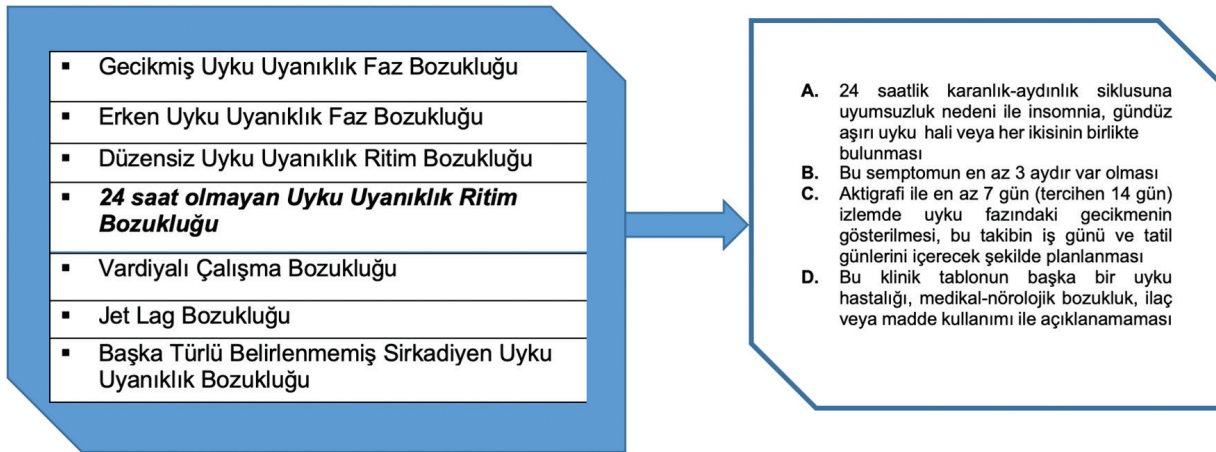 ▪ Gecikmiş Uyku Uyanıklık Faz Bozukluğu
▪ Erken Uyku Uyanıklık Faz Bozukluğu
▪ Düzensiz Uyku Uyanıklık Ritim Bozukluğu
▪ 24 saat olmayan Uyku Uyanıklık Ritim
Bozukluğu
▪ Vardiyalı Çalışma Bozukluğu
▪ Jet Lag Bozukluğu
▪ Başka Türlü Belirlenmemiş Sirkadiyen Uyku
Uyanıklık Bozukluğu
A. 24 saatlik karanlık-aydınlık siklusuna
uyumsuzluk nedeni ile insomnia, gündüz
aşırı uyku hali veya her ikisinin birlikte
bulunması
B. Bu semptomun en az 3 aydır var olması
C. Aktigrafi ile en az 7 gün (tercihen 14 gün)
izlemde uyku fazındaki gecikmenin
gösterilmesi, bu takibin iş günü ve tatil
günlerini içerecek şekilde planlanması
D. Bu klinik tablonun başka bir uyku
hastalığı, medikal-nörolojik bozukluk, ilaç
veya madde kullanımı ile açıklanamaması